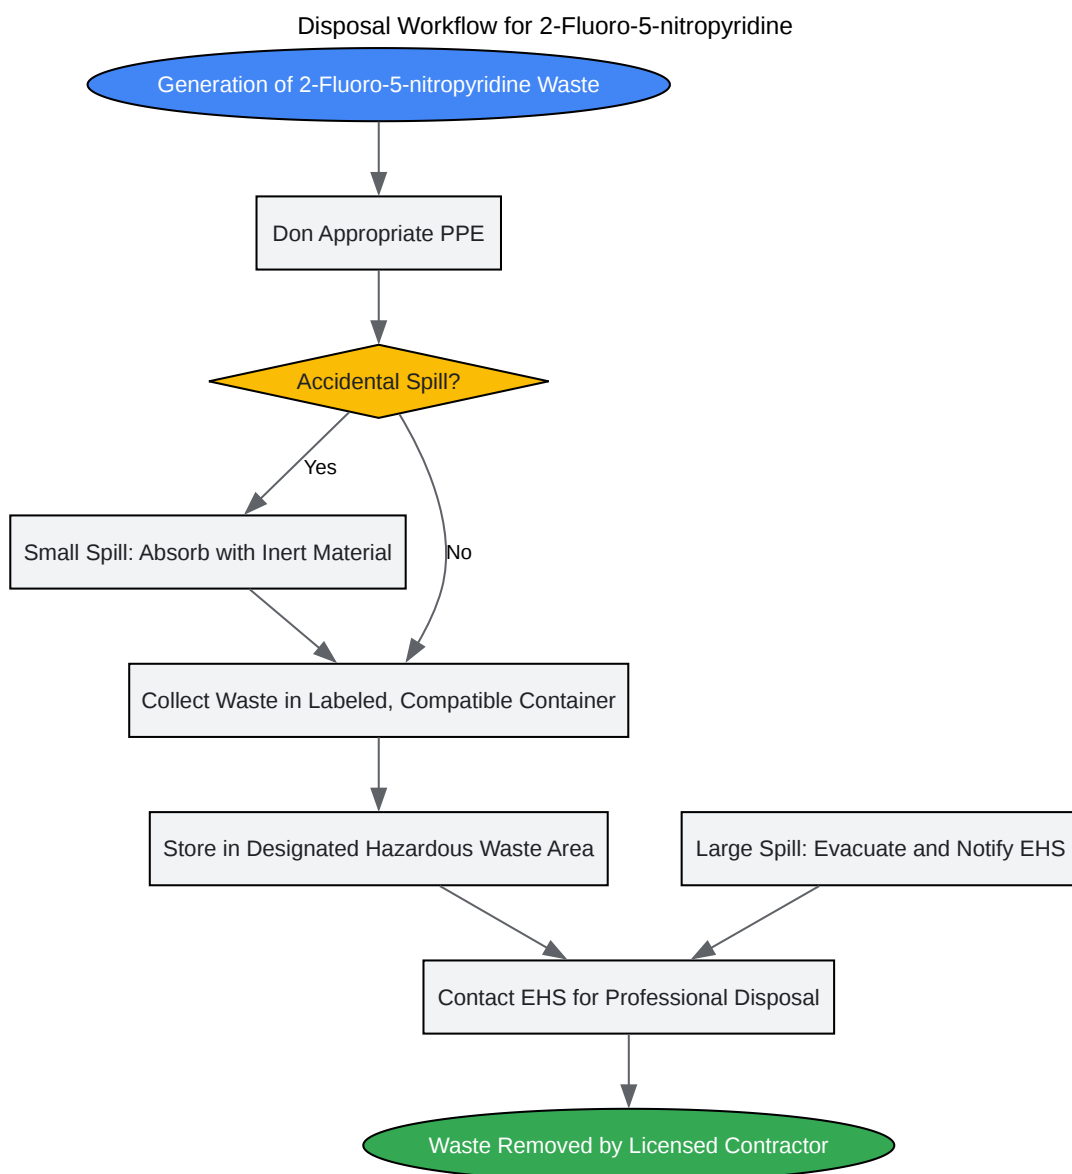 Disposal Workflow for 2-Fluoro-5-nitropyridine
Generation of 2-Fluoro-5-nitropyridine Waste
Don Appropriate PPE
Accidental Spill?
Yes
Small Spill: Absorb with Inert Material
No
Collect Waste in Labeled, Compatible Container
Store in Designated Hazardous Waste Area
Large Spill: Evacuate and Notify EHS
Contact EHS for Professional Disposal
Waste Removed by Licensed Contractor